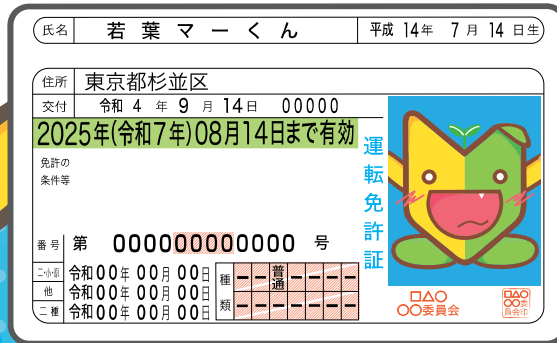 氏名 若葉マーくん 平成 14年 7月 14日生
住所 東京都杉並区
交付 令和 4年 9月 14日 00000
2025年(令和7年)08月14日まで有効
免許の
条件等
運転免許証
番号 第 000000000000 号
二・小・原 令和00年 00月 00日
他 令和00年 00月 00日
二種 令和00年 00月 00日
種類 普通
□△○
○○委員会
□△○
○○委
員会印